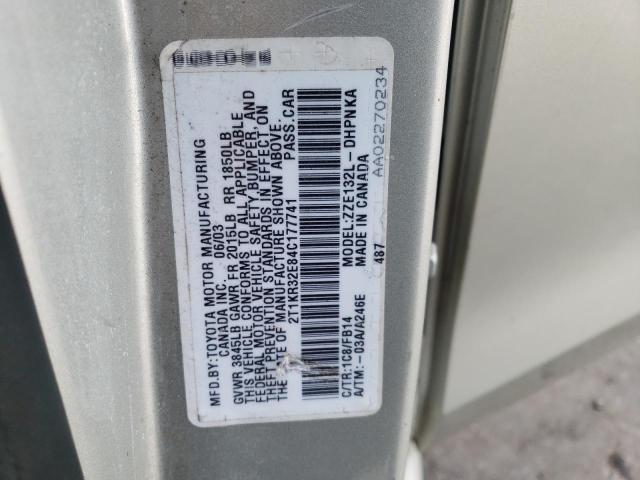 MFD.BY:TOYOTA MOTOR MANUFACTURING
CANADA INC. 06/03
GVWR 3845LB GAWR FR 2015LB RR 1850LB
THIS VEHICLE CONFORMS TO ALL APPLICABLE
FEDERAL MOTOR VEHICLE SAFETY, BUMPER, AND
THEFT PREVENTION STANDARDS IN EFFECT ON
THE DATE OF MANUFACTURE SHOWN ABOVE.
2T1KR32E84C177741 PASS.CAR
C/TR:1C8/FB14 MODEL:ZZE132L-DHPNKA
A/TM:-03A/A246E MADE IN CANADA
487 AA02270234